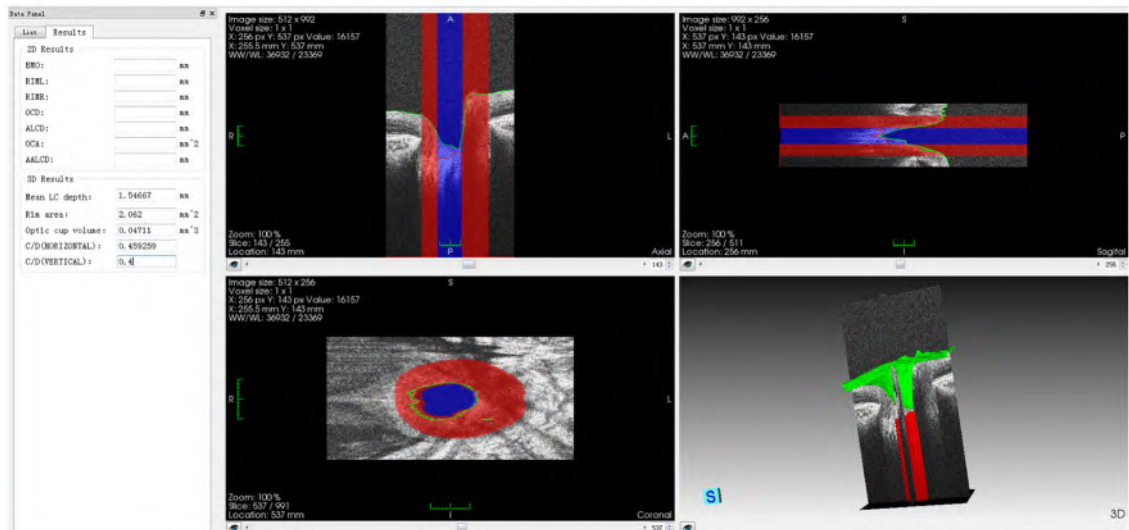 Data Panel
List Results
2D Results
BMO: mm
RIML: mm
RIMR: mm
OCD: mm
ALCD: mm
OCA: mm^2
AALCD: mm
3D Results
Mean LC depth: 1.54667 mm
Rim area: 2.062 mm^2
Optic cup volume: 0.04711 mm^3
C/D(HORIZONTAL): 0.459259
C/D(VERTICAL): 0.4
Image size: 512 x 992
Voxel size: 1 x 1
X: 256 px Y: 537 px Value: 16157
X: 255.5 mm Y: 537 mm
WW/WL: 36932 / 23369
A
R
L
P
Zoom: 100%
Slice: 143 / 255
Location: 143 mm
Axial
143
Image size: 992 x 256
Voxel size: 1 x 1
X: 537 px Y: 143 px Value: 16157
X: 537 mm Y: 143 mm
WW/WL: 36932 / 23369
S
A
P
I
Zoom: 100%
Slice: 256 / 511
Location: 256 mm
Sagital
256
Image size: 512 x 256
Voxel size: 1 x 1
X: 256 px Y: 143 px Value: 16157
X: 255.5 mm Y: 143 mm
WW/WL: 36932 / 23369
S
R
L
I
Zoom: 100%
Slice: 537 / 991
Location: 537 mm
Coronal
537
S
3D